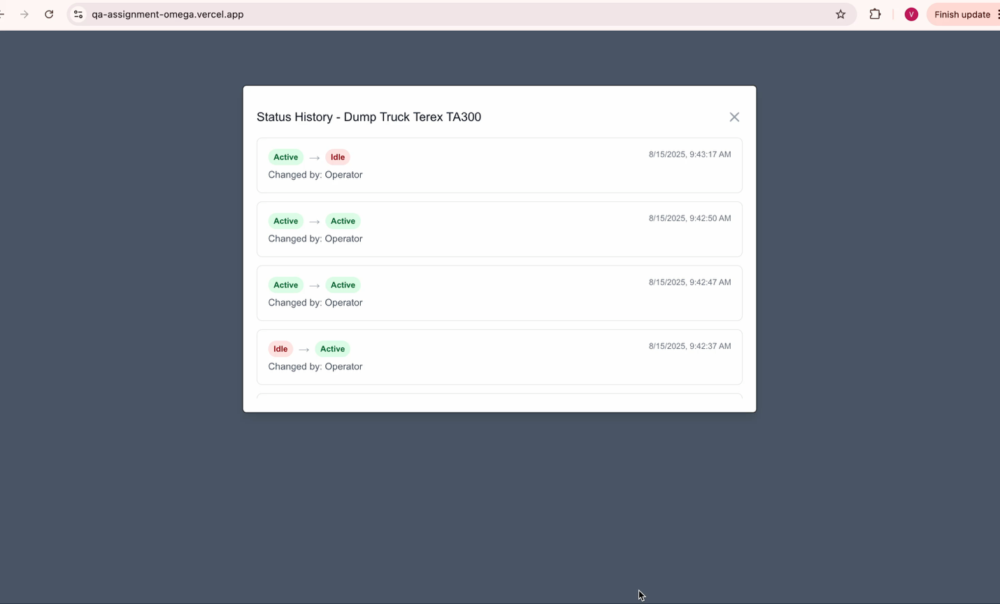 qa-assignment-omega.vercel.app
V
Finish update
Status History - Dump Truck Terex TA300
Active → Idle
8/15/2025, 9:43:17 AM
Changed by: Operator
Active → Active
8/15/2025, 9:42:50 AM
Changed by: Operator
Active → Active
8/15/2025, 9:42:47 AM
Changed by: Operator
Idle → Active
8/15/2025, 9:42:37 AM
Changed by: Operator